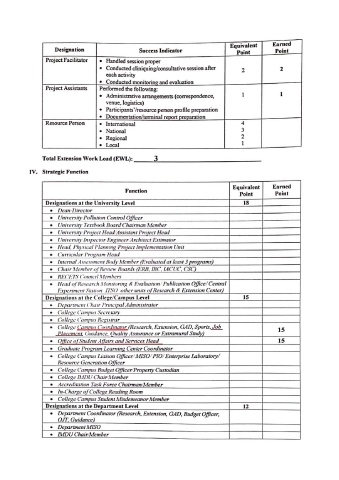 Designation Success Indicator Equivalent Point Earned Point
Project Facilitator • Handled session proper
• Conducted cliniquing/consultative session after each activity 2 2
• Conducted monitoring and evaluation
Project Assistants Performed the following:
• Administrative arrangements (correspondence, venue, logistics) 1 1
• Participants'/resource person profile preparation
• Documentation/terminal report preparation
Resource Person • International 4
• National 3
• Regional 2
• Local 1
Total Extension Work Load (EWL): 3
IV. Strategic Function
Function Equivalent Point Earned Point
Designations at the University Level 18
• Dean/Director
• University Pollution Control Officer
• University Textbook Board Chairman/Member
• University Project Head/Assistant Project Head
• University Inspector/Engineer/Architect/Estimator
• Head, Physical Planning/Project Implementation Unit
• Curricular Program Head
• Internal Assessment Body Member (Evaluated at least 3 programs)
• Chair/Member of Review Boards (ERB, IBC, IACUC, CBC)
• RECETS Council Members
• Head of Research Monitoring & Evaluation/ Publication Office/ Central Experiment Station/ ITSO/ other units of Research & Extension Center)
Designations at the College/Campus Level 15
• Department Chair/Principal/Administrator
• College/Campus Secretary
• College/Campus Registrar
• College/Campus Coordinator (Research, Extension, GAD, Sports, Job Placement, Guidance, Quality Assurance or Extramural Study) 15
• Office of Student Affairs and Services Head 15
• Graduate Program/Learning Center Coordinator
• College/Campus Liaison Officer/MISO/ PIO/ Enterprise/Laboratory/ Resource Generation Officer
• College/Campus Budget Officer/Property Custodian
• College IMDU Chair/Member
• Accreditation Task Force Chairman/Member
• In-Charge of College Reading Room
• College/Campus Student Misdemeanor Member
Designations at the Department Level 12
• Department Coordinator (Research, Extension, GAD, Budget Officer, OJT, Guidance)
• Department MISO
• IMDU Chair/Member